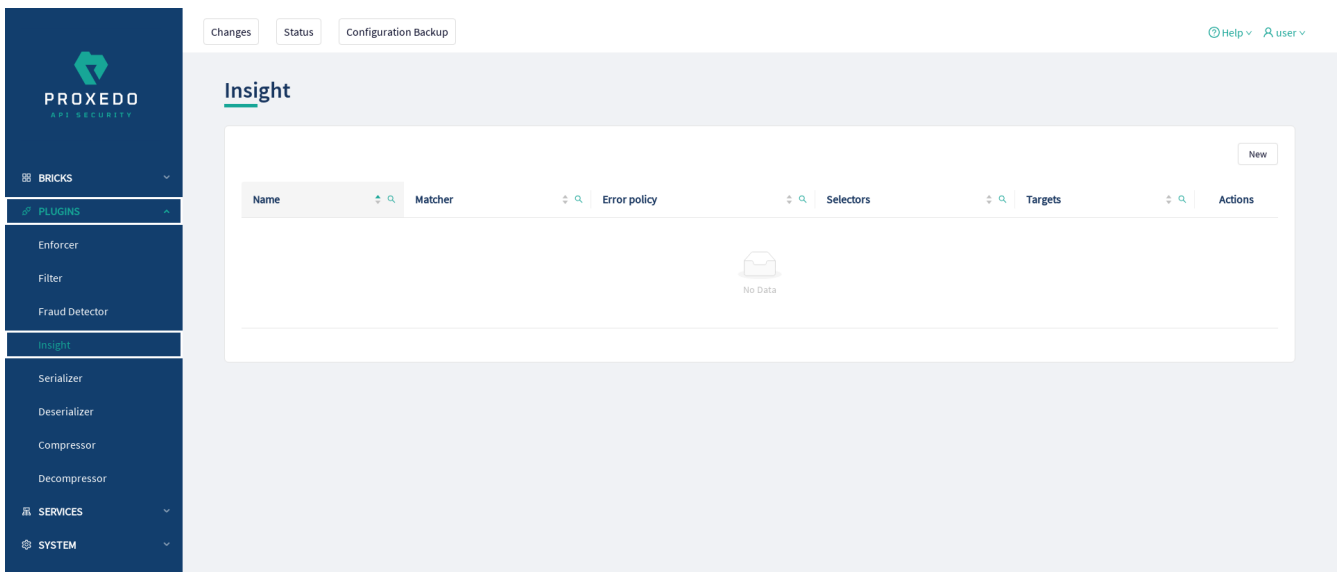 Changes Status Configuration Backup Help user
PROXEDO
API SECURITY
Insight
New
Name Matcher Error policy Selectors Targets Actions
No Data
BRICKS
PLUGINS
Enforcer
Filter
Fraud Detector
Insight
Serializer
Deserializer
Compressor
Decompressor
SERVICES
SYSTEM